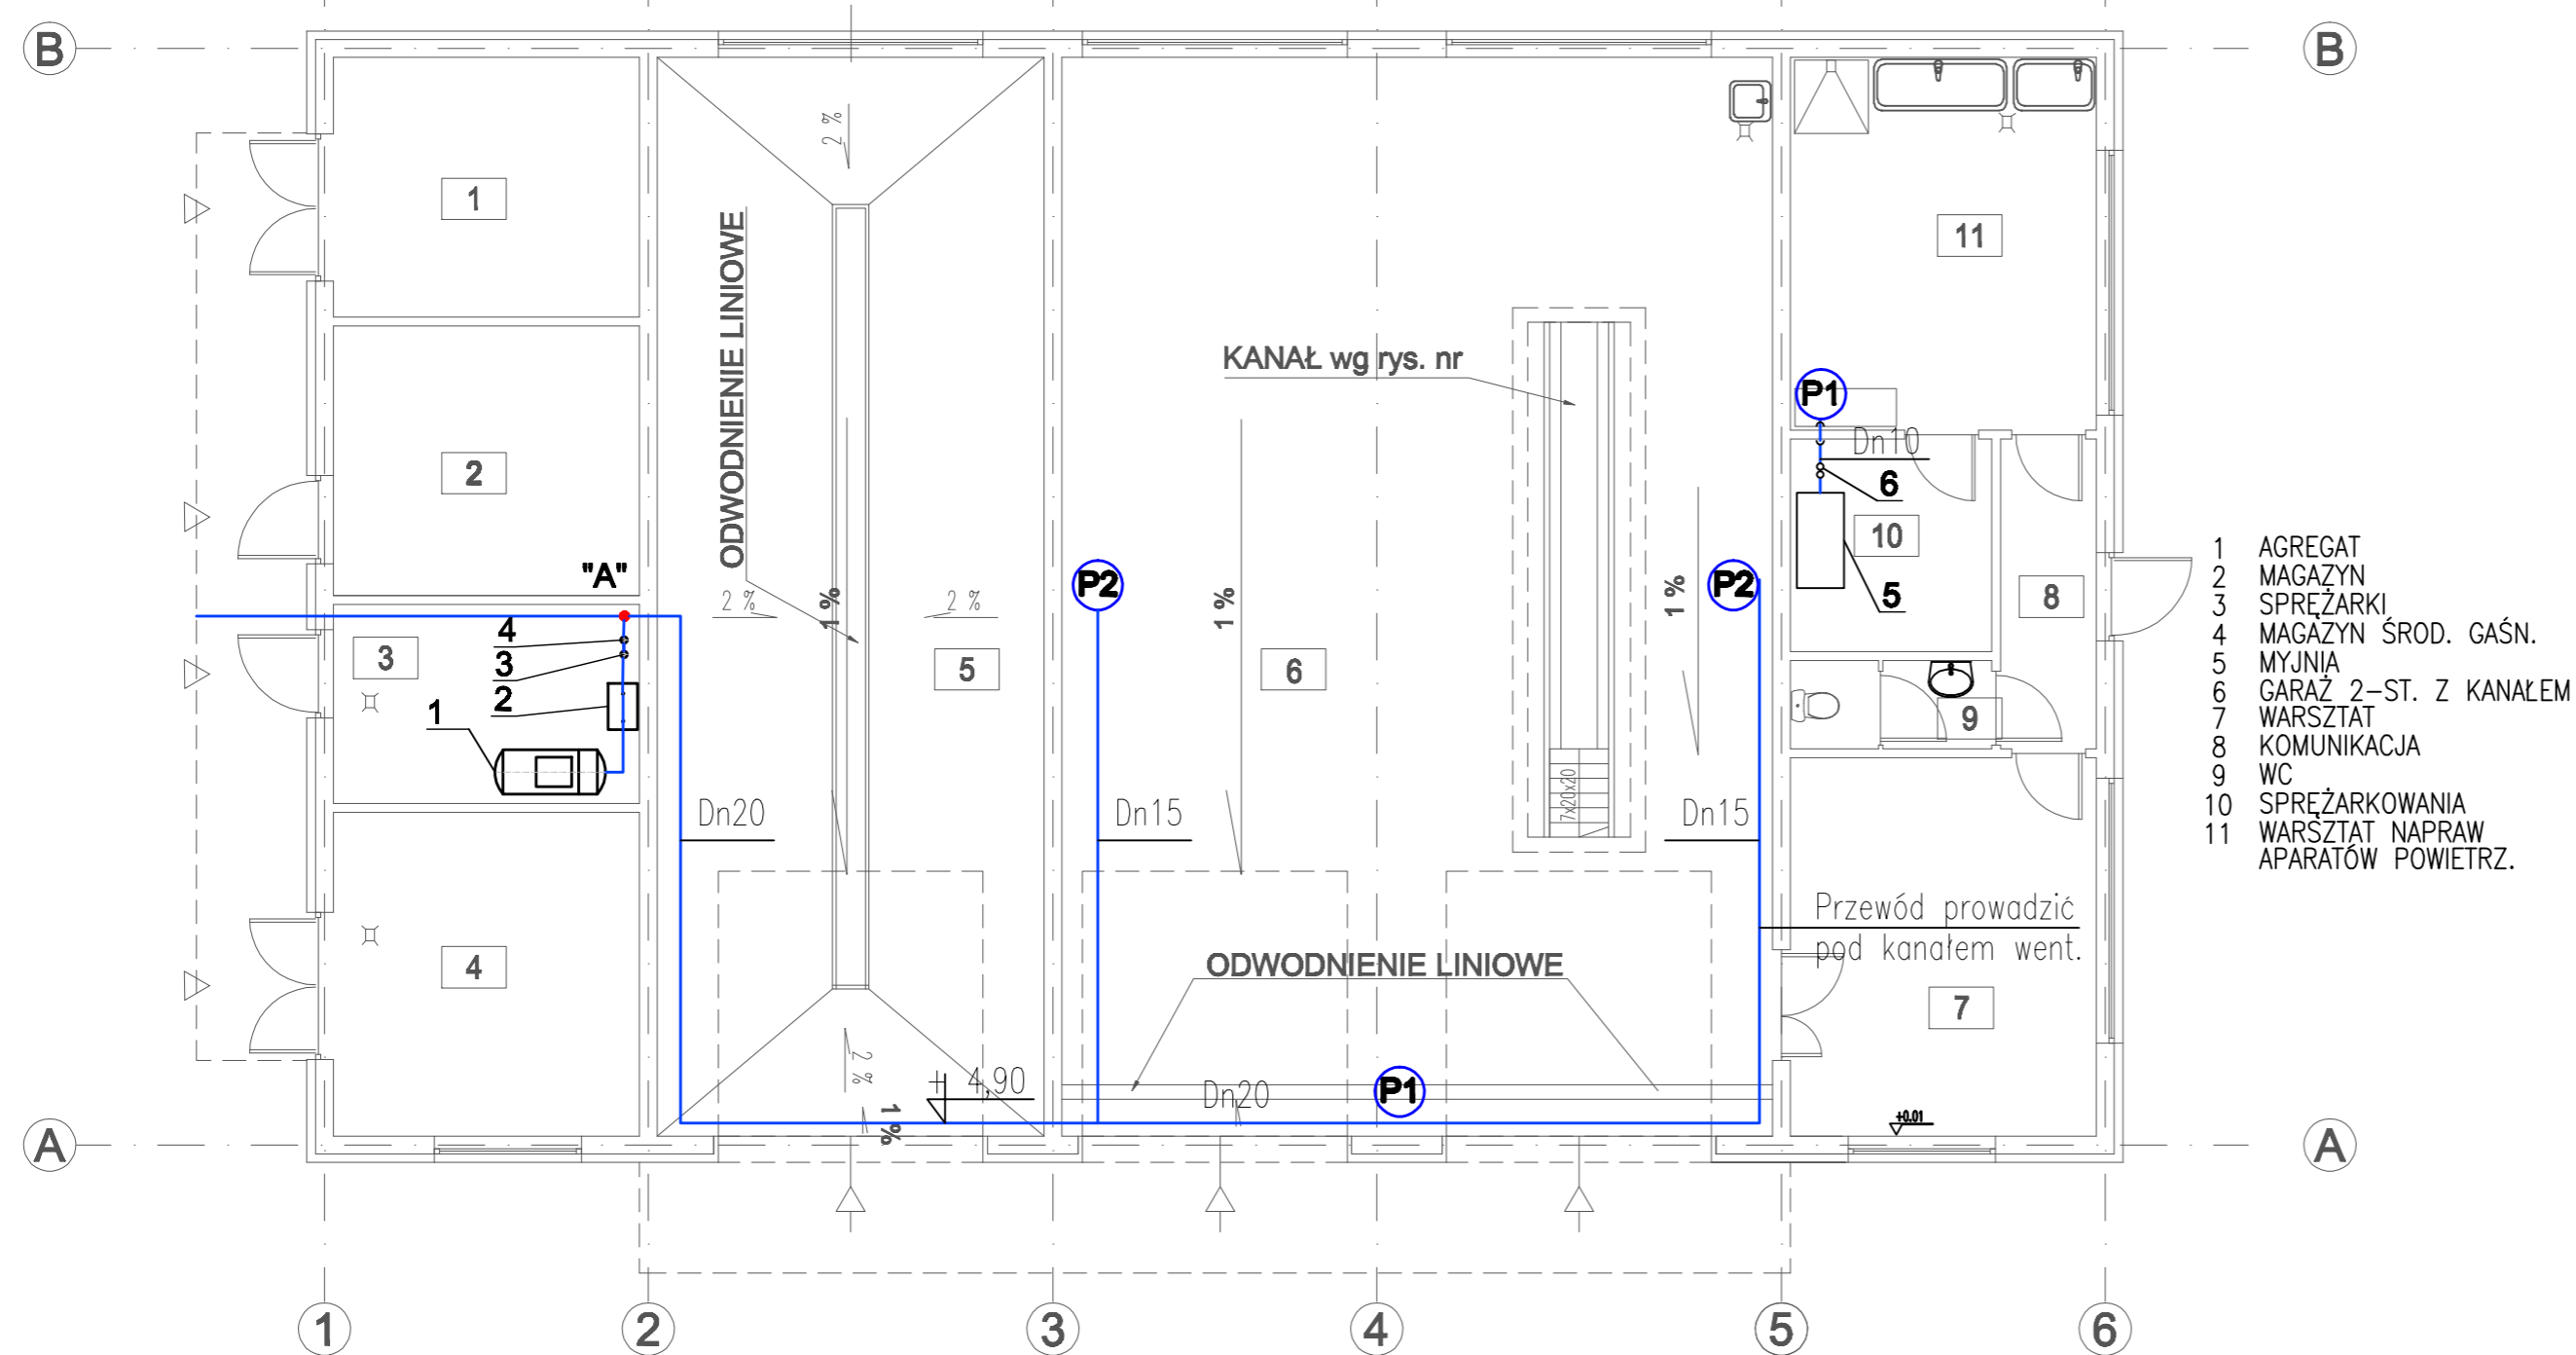 B
B
1
2 %
11
ODWODNIENIE LINIOWE
KANAŁ wg rys. nr
P1
Dn10
6
2
10
5
"A"
P2
P2
2 %
1 %
2 %
1 %
1 %
8
4
3
3
2
1
5
6
9
1 AGREGAT
2 MAGAZYN
3 SPRĘŻARKI
4 MAGAZYN ŚROD. GAŚN.
5 MYJNIA
6 GARAŻ 2-ST. Z KANAŁEM
7 WARSZTAT
8 KOMUNIKACJA
9 WC
10 SPRĘŻARKOWANIA
11 WARSZTAT NAPRAW
APARATÓW POWIETRZ.
7x20x20
Dn20
Dn15
Dn15
Przewód prowadzić
pod kanałem went.
4
ODWODNIENIE LINIOWE
7
2 %
+ 4,90
Dn20
P1
1 %
+0.01
A
A
1
2
3
4
5
6